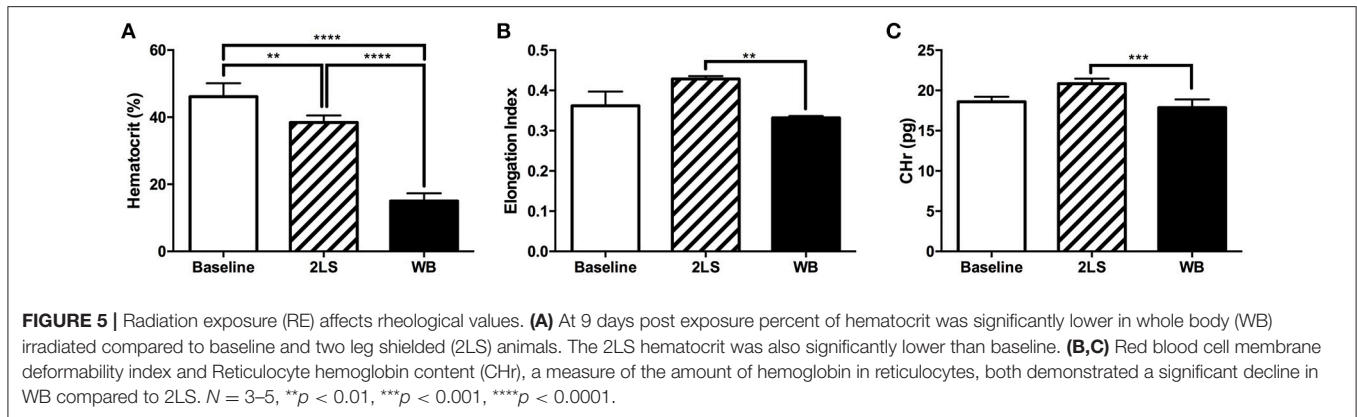 A
****
**
****
60
40
20
0
Hematocrit (%)
Baseline
2LS
WB
B
**
0.5
0.4
0.3
0.2
0.1
0.0
Elongation Index
Baseline
2LS
WB
C
***
25
20
15
10
5
0
CHr (pg)
Baseline
2LS
WB
FIGURE 5 | Radiation exposure (RE) affects rheological values. (A) At 9 days post exposure percent of hematocrit was significantly lower in whole body (WB)
irradiated compared to baseline and two leg shielded (2LS) animals. The 2LS hematocrit was also significantly lower than baseline. (B,C) Red blood cell membrane
deformability index and Reticulocyte hemoglobin content (CHr), a measure of the amount of hemoglobin in reticulocytes, both demonstrated a significant decline in
WB compared to 2LS. N = 3–5, **p < 0.01, ***p < 0.001, ****p < 0.0001.